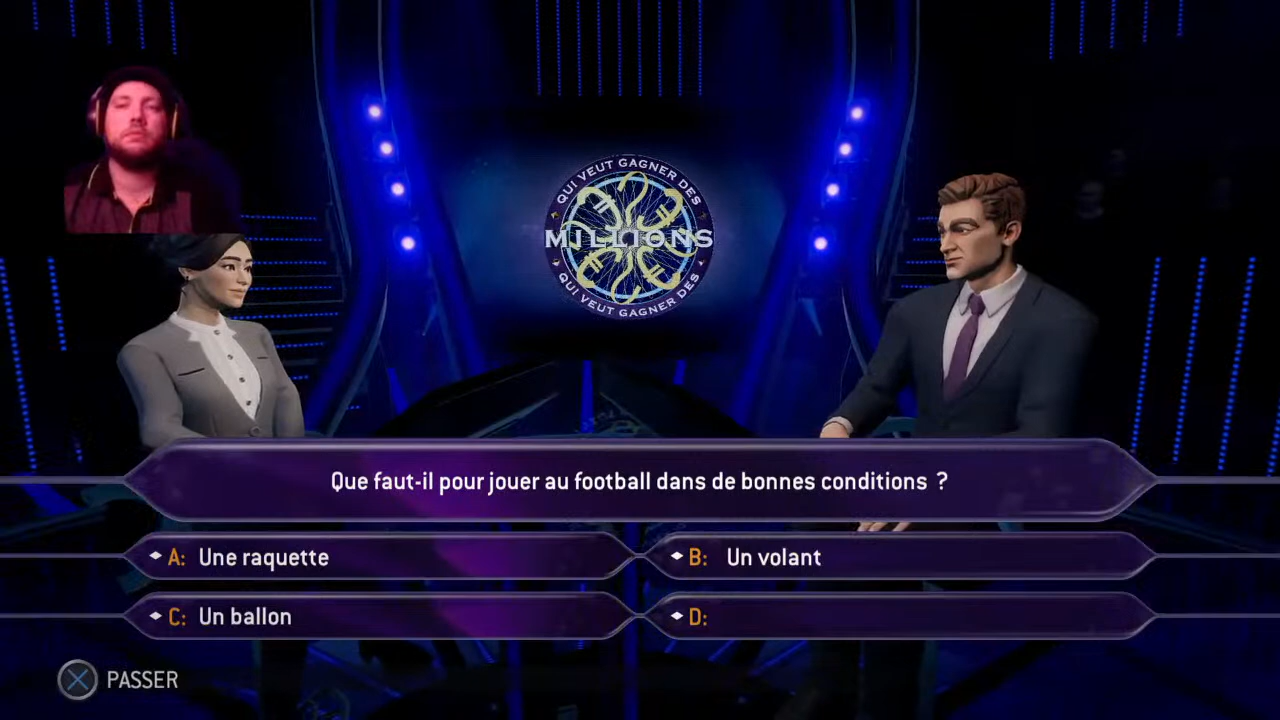 QUI VEUT GAGNER DES
MILLIONS
QUI VEUT GAGNER DES
Que faut-il pour jouer au football dans de bonnes conditions ?
A: Une raquette
B: Un volant
C: Un ballon
D:
PASSER